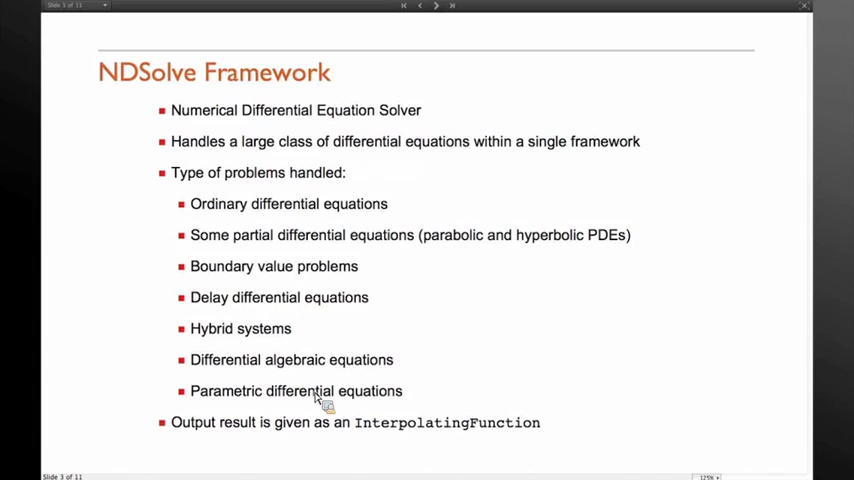 Slide 3 of 11
NDSolve Framework
Numerical Differential Equation Solver
Handles a large class of differential equations within a single framework
Type of problems handled:
Ordinary differential equations
Some partial differential equations (parabolic and hyperbolic PDEs)
Boundary value problems
Delay differential equations
Hybrid systems
Differential algebraic equations
Parametric differential equations
Output result is given as an InterpolatingFunction
Slide 3 of 11
125%